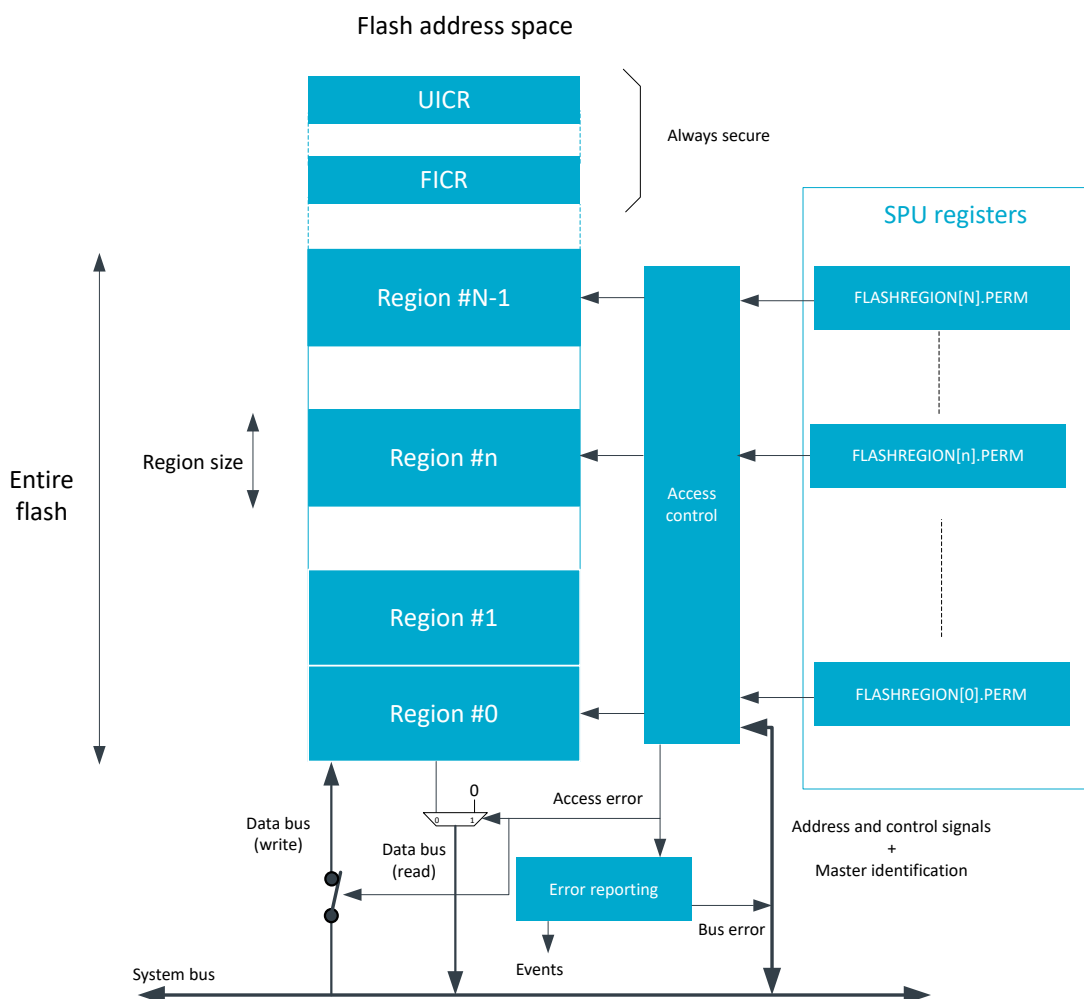 Flash address space
UICR
Always secure
FICR
SPU registers
Region #N-1
FLASHREGION[N].PERM
Region size
Region #n
FLASHREGION[n].PERM
Entire
flash
Access
control
Region #1
Region #0
FLASHREGION[0].PERM
0
0 1
Access error
Data bus
(write)
Data bus
(read)
Address and control signals
+
Master identification
Error reporting
Bus error
Events
System bus